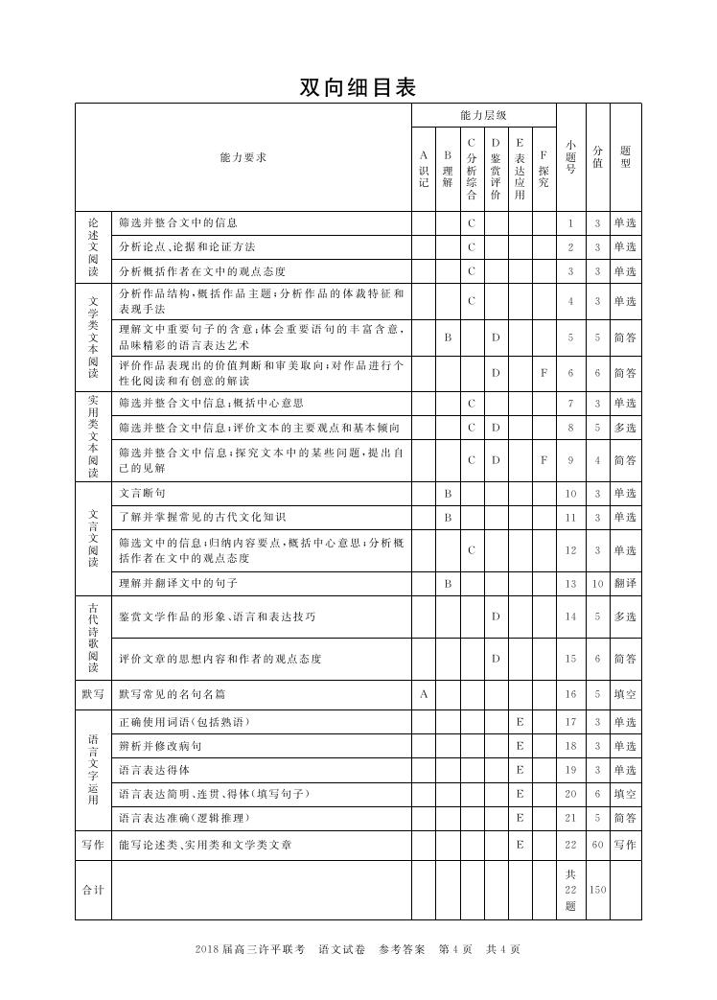 双向细目表
能力要求 能力层级 小题号 分值 题型
A识记 B理解 C分析综合 D鉴赏评价 E表达应用 F探究
论述文阅读
筛选并整合文中的信息 C 1 3 单选
分析论点、论据和论证方法 C 2 3 单选
分析概括作者在文中的观点态度 C 3 3 单选
文学类文本阅读
分析作品结构,概括作品主题;分析作品的体裁特征和
表现手法 C 4 3 单选
理解文中重要句子的含意;体会重要语句的丰富含意,
品味精彩的语言表达艺术 B D 5 5 简答
评价作品表现出的价值判断和审美取向;对作品进行个
性化阅读和有创意的解读 D F 6 6 简答
实用类文本阅读
筛选并整合文中信息;概括中心意思 C 7 3 单选
筛选并整合文中信息;评价文本的主要观点和基本倾向 C D 8 5 多选
筛选并整合文中信息;探究文本中的某些问题,提出自
己的见解 C D F 9 4 简答
文言文阅读
文言断句 B 10 3 单选
了解并掌握常见的古代文化知识 B 11 3 单选
筛选文中的信息;归纳内容要点,概括中心意思;分析概
括作者在文中的观点态度 C 12 3 单选
理解并翻译文中的句子 B 13 10 翻译
古代诗歌阅读
鉴赏文学作品的形象、语言和表达技巧 D 14 5 多选
评价文章的思想内容和作者的观点态度 D 15 6 简答
默写 默写常见的名句名篇 A 16 5 填空
语言文字运用
正确使用词语(包括熟语) E 17 3 单选
辨析并修改病句 E 18 3 单选
语言表达得体 E 19 3 单选
语言表达简明、连贯、得体(填写句子) E 20 6 填空
语言表达准确(逻辑推理) E 21 5 简答
写作 能写论述类、实用类和文学类文章 E 22 60 写作
合计 共22题 150
2018届高三许平联考 语文试卷 参考答案 第4页 共4页